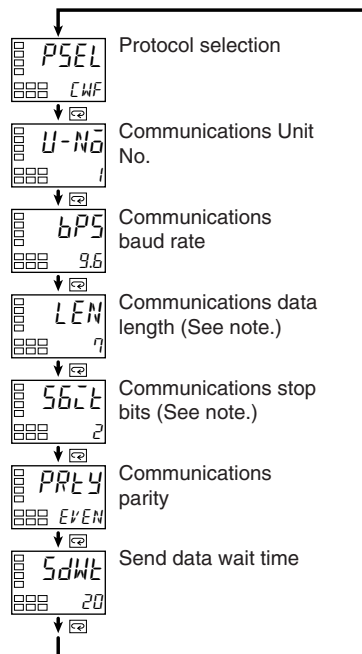 PSEL
CWF
Protocol selection
U-No
1
Communications Unit
No.
bPS
9.6
Communications
baud rate
LEN
7
Communications data
length (See note.)
Sbit
2
Communications stop
bits (See note.)
PRtY
EVEN
Communications
parity
SdWt
20
Send data wait time